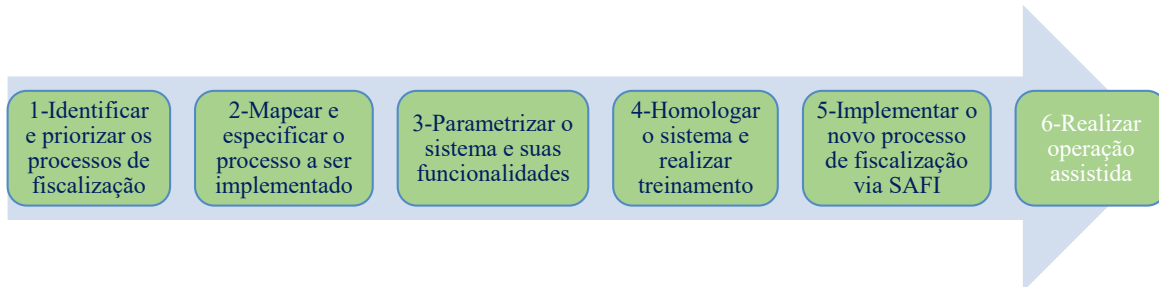 1-Identificar
e priorizar os
processos de
fiscalização
2-Mapear e
especificar o
processo a ser
implementado
3-Parametrizar o
sistema e suas
funcionalidades
4-Homologar
o sistema e
realizar
treinamento
5-Implementar o
novo processo
de fiscalização
via SAFI
6-Realizar
operação
assistida